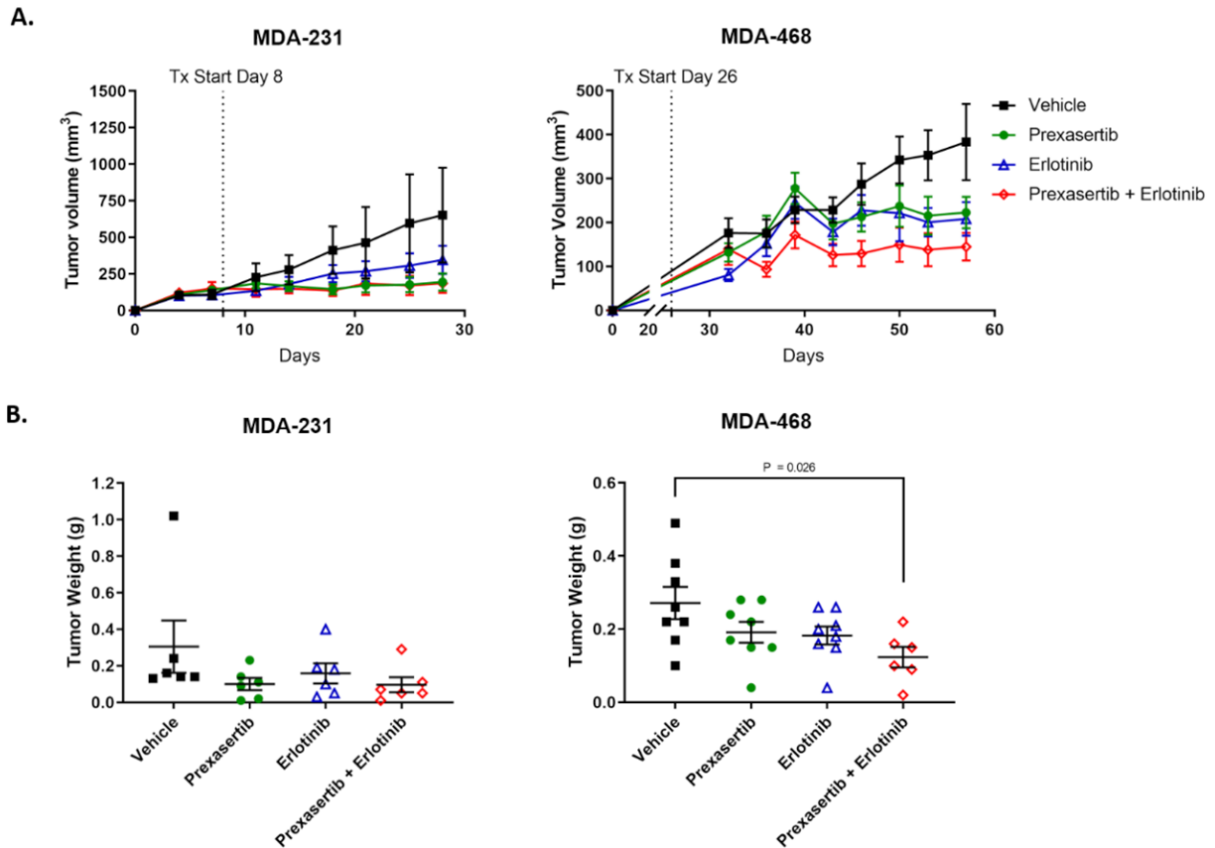 A.
MDA-231
Tx Start Day 8
Tumor volume (mm³)
1500
1250
1000
750
500
250
0
0 10 20 30
Days
MDA-468
Tx Start Day 26
Tumor Volume (mm³)
500
400
300
200
100
0
0 20 30 40 50 60
Days
Vehicle
Prexasertib
Erlotinib
Prexasertib + Erlotinib
B.
MDA-231
Tumor Weight (g)
1.2
1.0
0.8
0.6
0.4
0.2
0.0
Vehicle
Prexasertib
Erlotinib
Prexasertib + Erlotinib
MDA-468
P = 0.026
Tumor Weight (g)
0.6
0.4
0.2
0.0
Vehicle
Prexasertib
Erlotinib
Prexasertib + Erlotinib